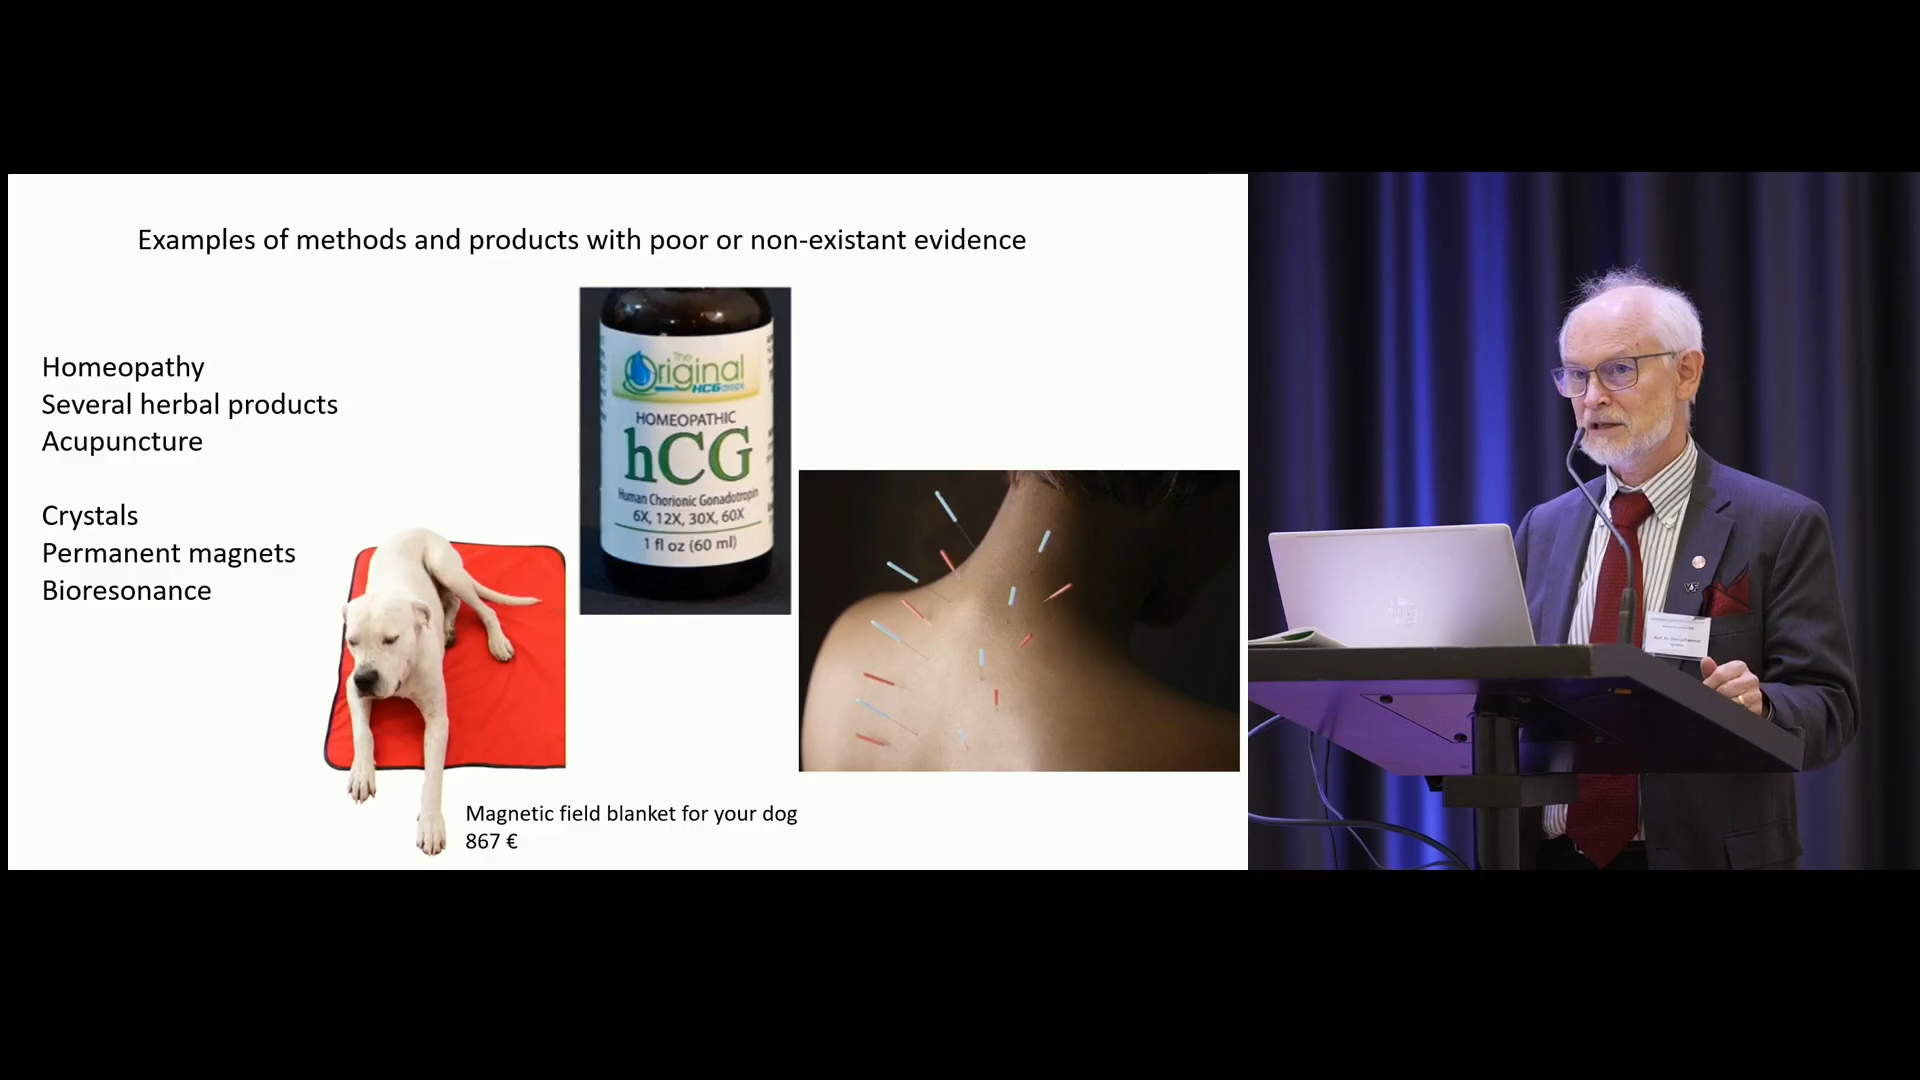 Examples of methods and products with poor or non-existant evidence
Homeopathy
Several herbal products
Acupuncture
Crystals
Permanent magnets
Bioresonance
The
Original
HCG drops
HOMEOPATHIC
hCG
Human Chorionic Gonadotropin
6X, 12X, 30X, 60X
1 fl oz (60 ml)
Magnetic field blanket for your dog
867 €